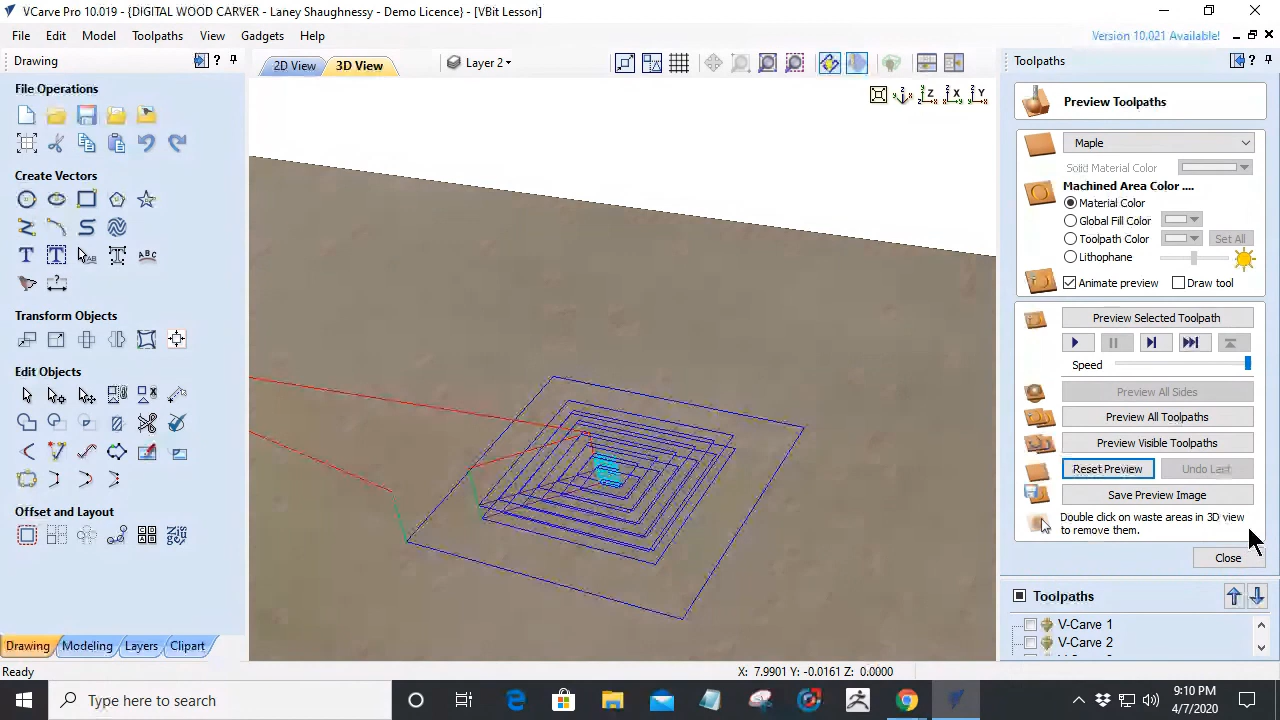 VCarve Pro 10.019 - {DIGITAL WOOD CARVER - Laney Shaughnessy - Demo Licence} - [VBit Lesson]
File Edit Model Toolpaths View Gadgets Help
Version 10.021 Available!
Drawing
2D View
3D View
Layer 2
Toolpaths
File Operations
Create Vectors
Transform Objects
Edit Objects
Offset and Layout
Drawing
Modeling
Layers
Clipart
Z
X
Y
Preview Toolpaths
Maple
Solid Material Color
Machined Area Color ....
Material Color
Global Fill Color
Toolpath Color
Set All
Lithophane
Animate preview
Draw tool
Preview Selected Toolpath
Speed
Preview All Sides
Preview All Toolpaths
Preview Visible Toolpaths
Reset Preview
Undo Last
Save Preview Image
Double click on waste areas in 3D view
to remove them.
Close
Toolpaths
V-Carve 1
V-Carve 2
Ready
X: 7.9901 Y: -0.0161 Z: 0.0000
Type here to search
9:10 PM
4/7/2020